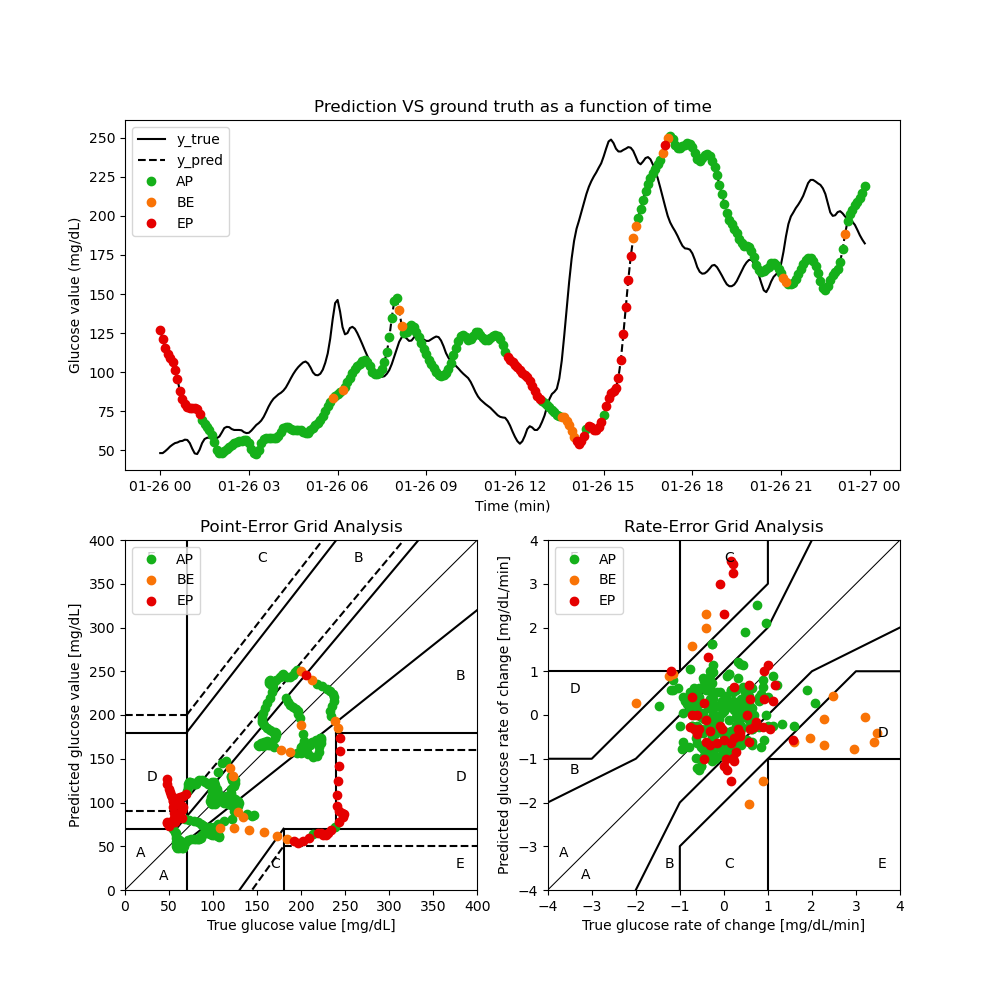 Prediction VS ground truth as a function of time
Glucose value (mg/dL)
250
225
200
175
150
125
100
75
50
y_true
y_pred
AP
BE
EP
01-26 00 01-26 03 01-26 06 01-26 09 01-26 12 01-26 15 01-26 18 01-26 21 01-27 00
Time (min)
Point-Error Grid Analysis
Predicted glucose value [mg/dL]
400
350
300
250
200
150
100
50
0
AP
BE
EP
C
B
B
D
D
A
A
C
E
0 50 100 150 200 250 300 350 400
True glucose value [mg/dL]
Rate-Error Grid Analysis
Predicted glucose rate of change [mg/dL/min]
4
3
2
1
0
−1
−2
−3
−4
AP
BE
EP
C
D
D
B
A
A
B
C
E
−4 −3 −2 −1 0 1 2 3 4
True glucose rate of change [mg/dL/min]